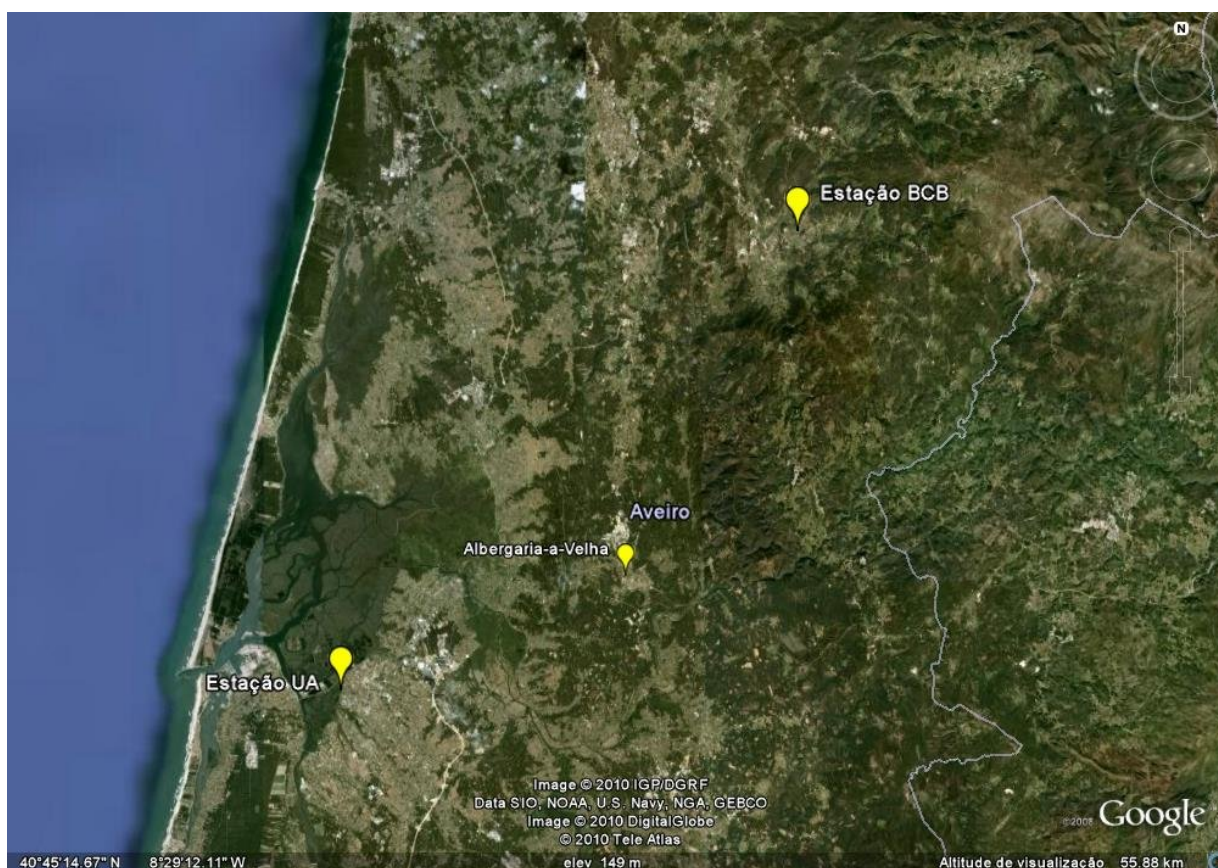 N
Estação BCB
Aveiro
Albergaria-a-Velha
Estação UA
Image © 2010 IGP/DGRF
Data SIO, NOAA, U.S. Navy, NGA, GEBCO
Image © 2010 DigitalGlobe
© 2010 Tele Atlas
©2008 Google
40°45'14.67" N 8°29'12.11" W elev 149 m Altitude de visualização 55.88 km